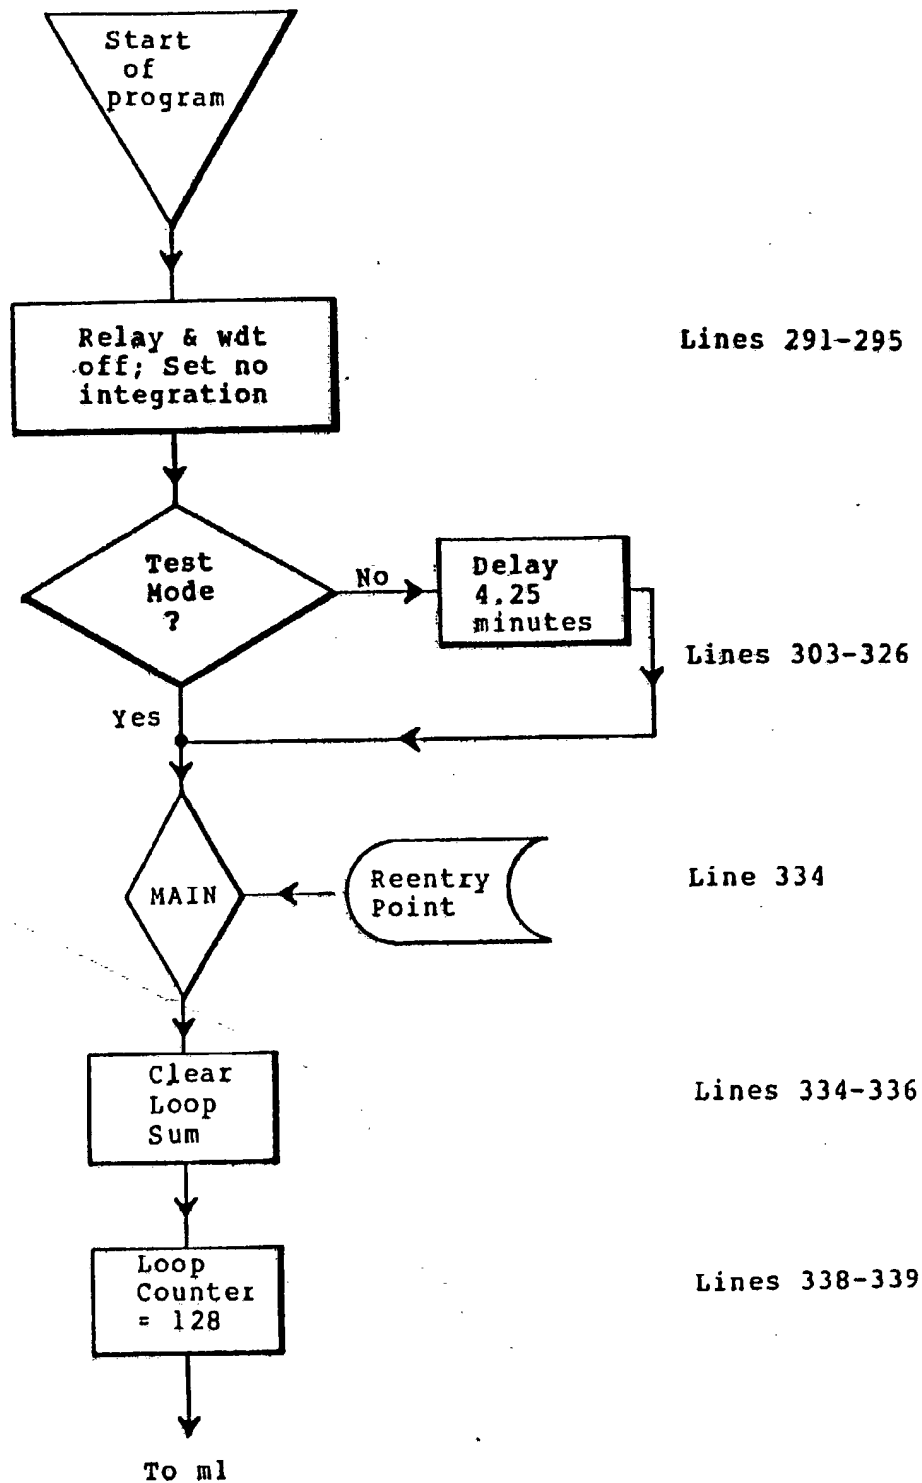 Start
of
program
Relay & wdt
off; Set no
integration
Lines 291-295
Test
Mode
?
No
Delay
4.25
minutes
Lines 303-326
Yes
MAIN
Reentry
Point
Line 334
Clear
Loop
Sum
Lines 334-336
Loop
Counter
= 128
Lines 338-339
To ml